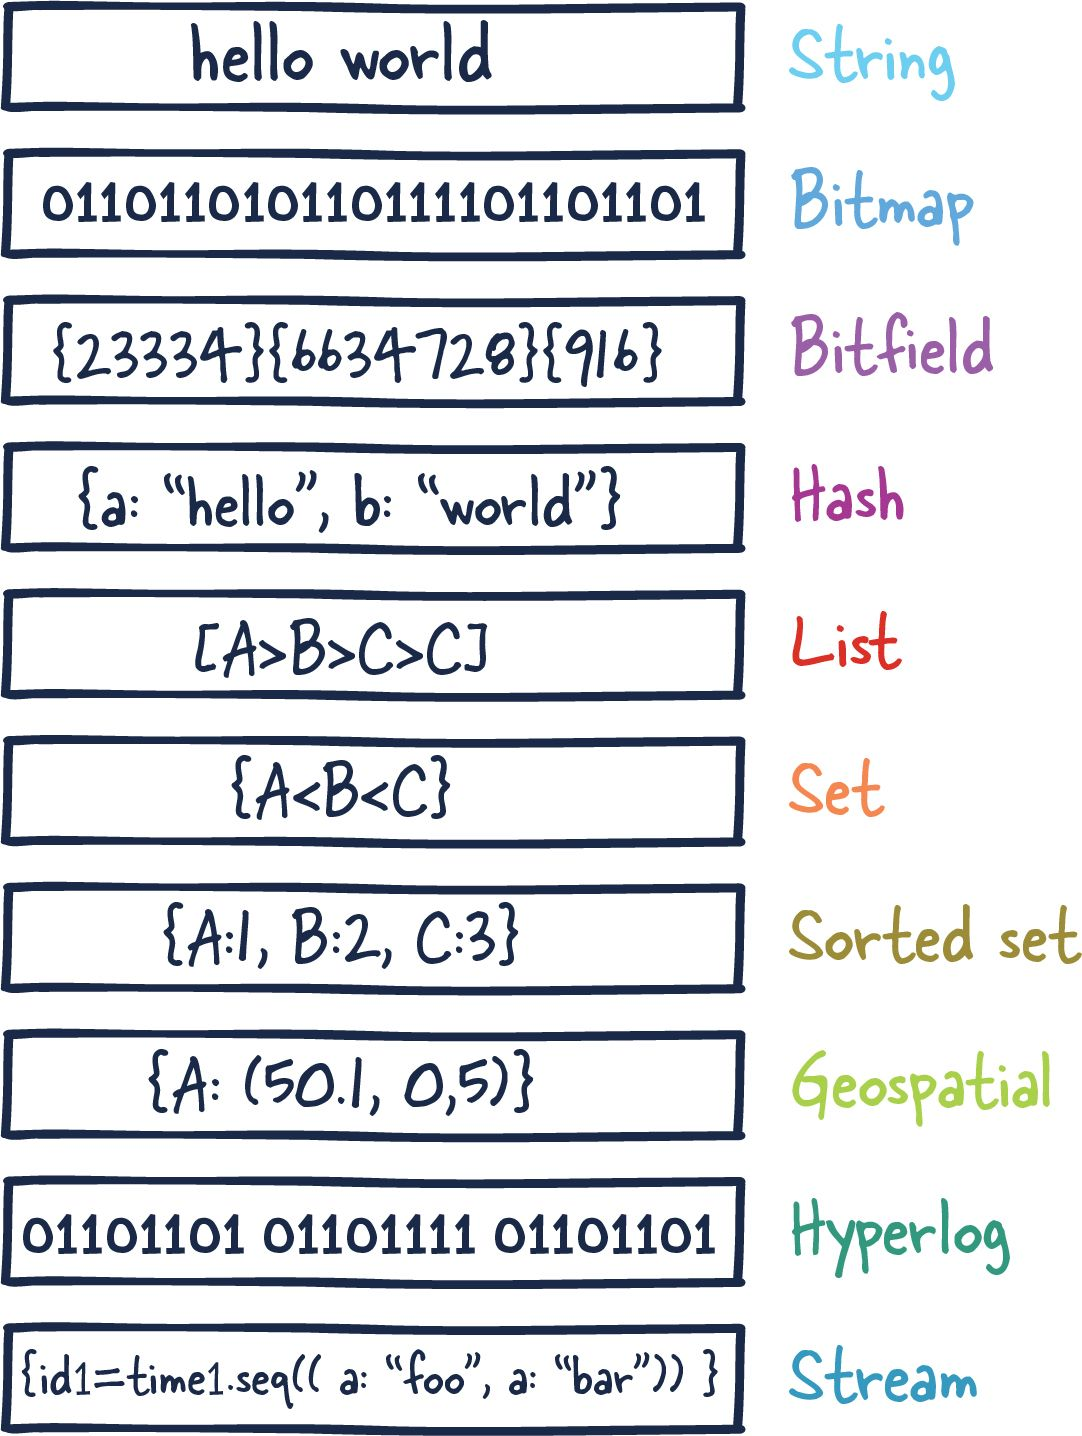 hello world String
011011010110111101101101 Bitmap
{23334}{6634728}{916} Bitfield
{a: “hello”, b: “world”} Hash
[A>B>C>C] List
{A<B<C} Set
{A:1, B:2, C:3} Sorted set
{A: (50.1, 0,5)} Geospatial
01101101 01101111 01101101 Hyperlog
{id1=time1.seq(( a: “foo”, a: “bar”)) } Stream